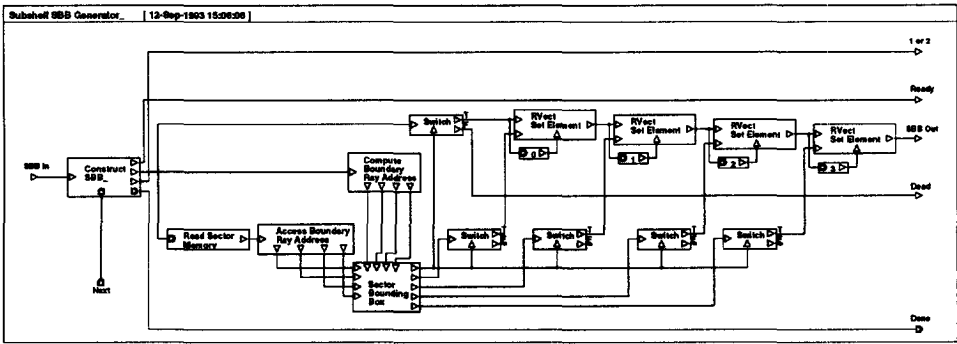 Subshelf SBB Generator_ [ 12-Sep-1993 15:06:06 ]
1 or 2
Ready
Switch
T
F
RVect
Set Element
RVect
Set Element
RVect
Set Element
RVect
Set Element
SBB Out
0
1
2
3
SBB In
Construct
SBB_
Compute
Boundary
Ray Address
Dead
Read Sector
Memory
Access Boundary
Ray Address
Switch
T
F
Switch
T
F
Switch
T
F
Switch
T
F
Sector
Bounding
Box
Next
Done